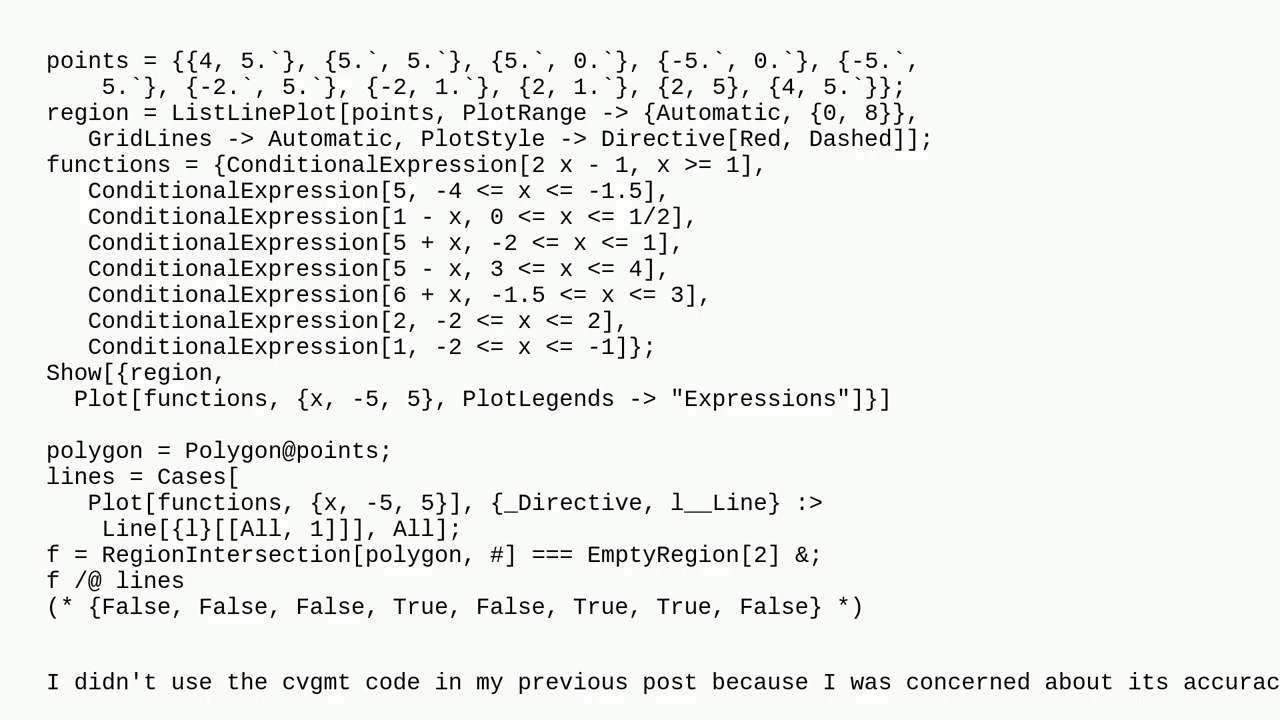 points = {{4, 5.`}, {5.`, 5.`}, {5.`, 0.`}, {-5.`, 0.`}, {-5.`,
5.`}, {-2.`, 5.`}, {-2, 1.`}, {2, 1.`}, {2, 5}, {4, 5.`}};
region = ListLinePlot[points, PlotRange -> {Automatic, {0, 8}},
GridLines -> Automatic, PlotStyle -> Directive[Red, Dashed]];
functions = {ConditionalExpression[2 x - 1, x >= 1],
ConditionalExpression[5, -4 <= x <= -1.5],
ConditionalExpression[1 - x, 0 <= x <= 1/2],
ConditionalExpression[5 + x, -2 <= x <= 1],
ConditionalExpression[5 - x, 3 <= x <= 4],
ConditionalExpression[6 + x, -1.5 <= x <= 3],
ConditionalExpression[2, -2 <= x <= 2],
ConditionalExpression[1, -2 <= x <= -1]};
Show[{region,
Plot[functions, {x, -5, 5}, PlotLegends -> "Expressions"]}]
polygon = Polygon@points;
lines = Cases[
Plot[functions, {x, -5, 5}], {_Directive, l__Line} :>
Line[{l}[[All, 1]]], All];
f = RegionIntersection[polygon, #] === EmptyRegion[2] &;
f /@ lines
(* {False, False, False, True, False, True, True, False} *)
I didn't use the cvgmt code in my previous post because I was concerned about its